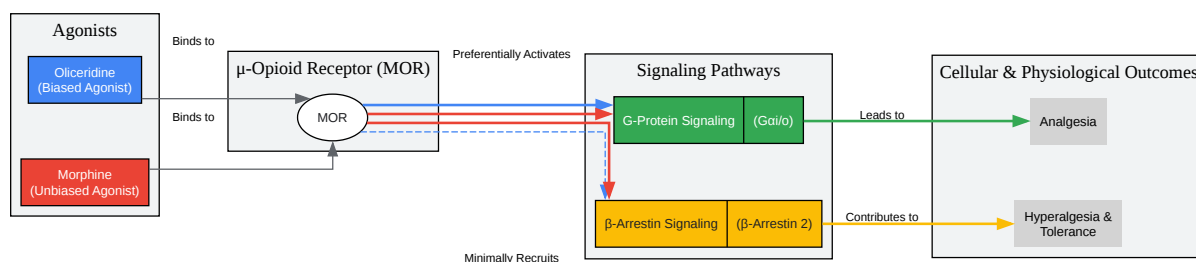 Agonists
Oliceridine
(Biased Agonist)
Morphine
(Unbiased Agonist)
Binds to
Binds to
μ-Opioid Receptor (MOR)
MOR
Preferentially Activates
Minimally Recruits
Signaling Pathways
G-Protein Signaling
(Gαi/o)
β-Arrestin Signaling
(β-Arrestin 2)
Leads to
Contributes to
Cellular & Physiological Outcomes
Analgesia
Hyperalgesia &
Tolerance